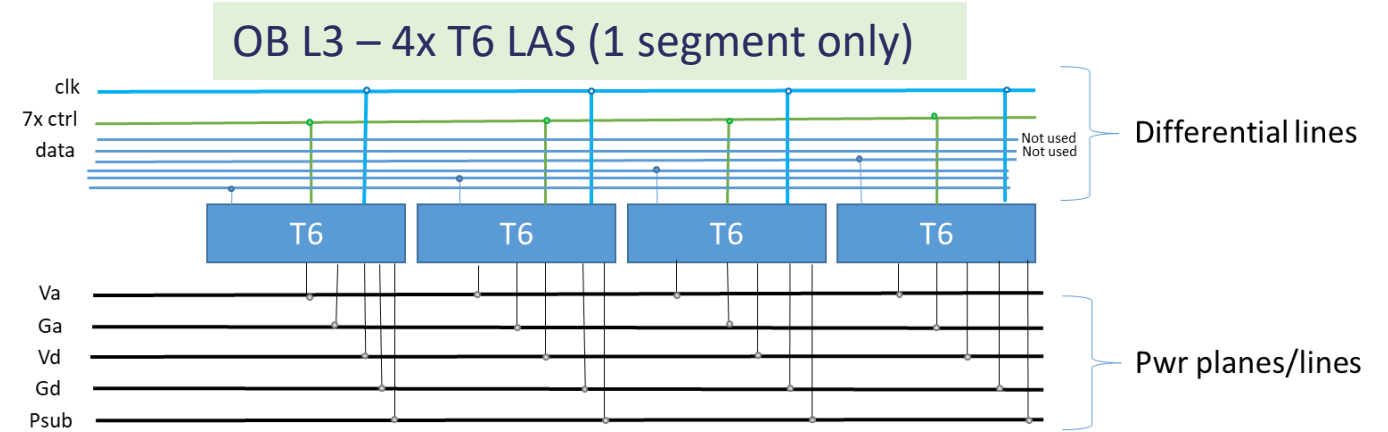 OB L3 – 4x T6 LAS (1 segment only)
clk
7x ctrl
data
Not used
Not used
Differential lines
T6
T6
T6
T6
Va
Ga
Vd
Gd
Psub
Pwr planes/lines